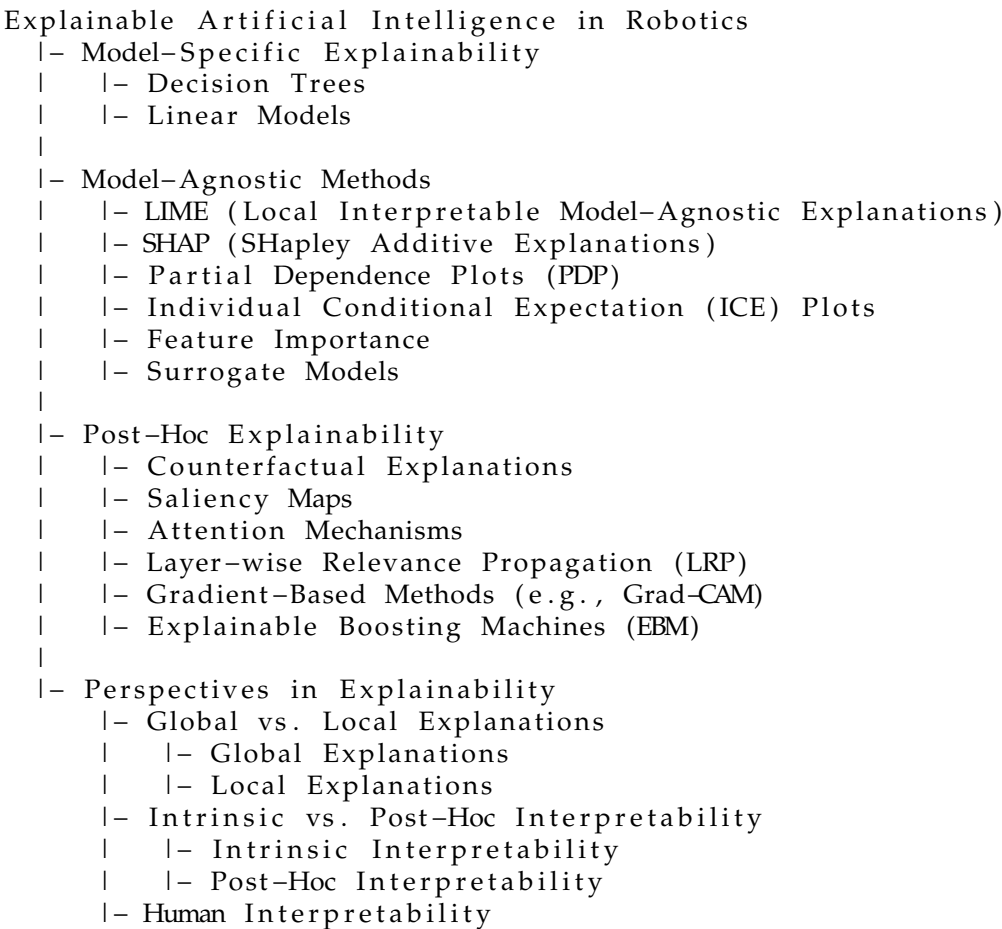 Explainable Artificial Intelligence in Robotics
|– Model–Specific Explainability
|   |– Decision Trees
|   |– Linear Models
|
|– Model–Agnostic Methods
|   |– LIME (Local Interpretable Model–Agnostic Explanations)
|   |– SHAP (SHapley Additive Explanations)
|   |– Partial Dependence Plots (PDP)
|   |– Individual Conditional Expectation (ICE) Plots
|   |– Feature Importance
|   |– Surrogate Models
|
|– Post–Hoc Explainability
|   |– Counterfactual Explanations
|   |– Saliency Maps
|   |– Attention Mechanisms
|   |– Layer–wise Relevance Propagation (LRP)
|   |– Gradient–Based Methods (e.g., Grad–CAM)
|   |– Explainable Boosting Machines (EBM)
|
|– Perspectives in Explainability
    |– Global vs. Local Explanations
    |   |– Global Explanations
    |   |– Local Explanations
    |– Intrinsic vs. Post–Hoc Interpretability
    |   |– Intrinsic Interpretability
    |   |– Post–Hoc Interpretability
    |– Human Interpretability